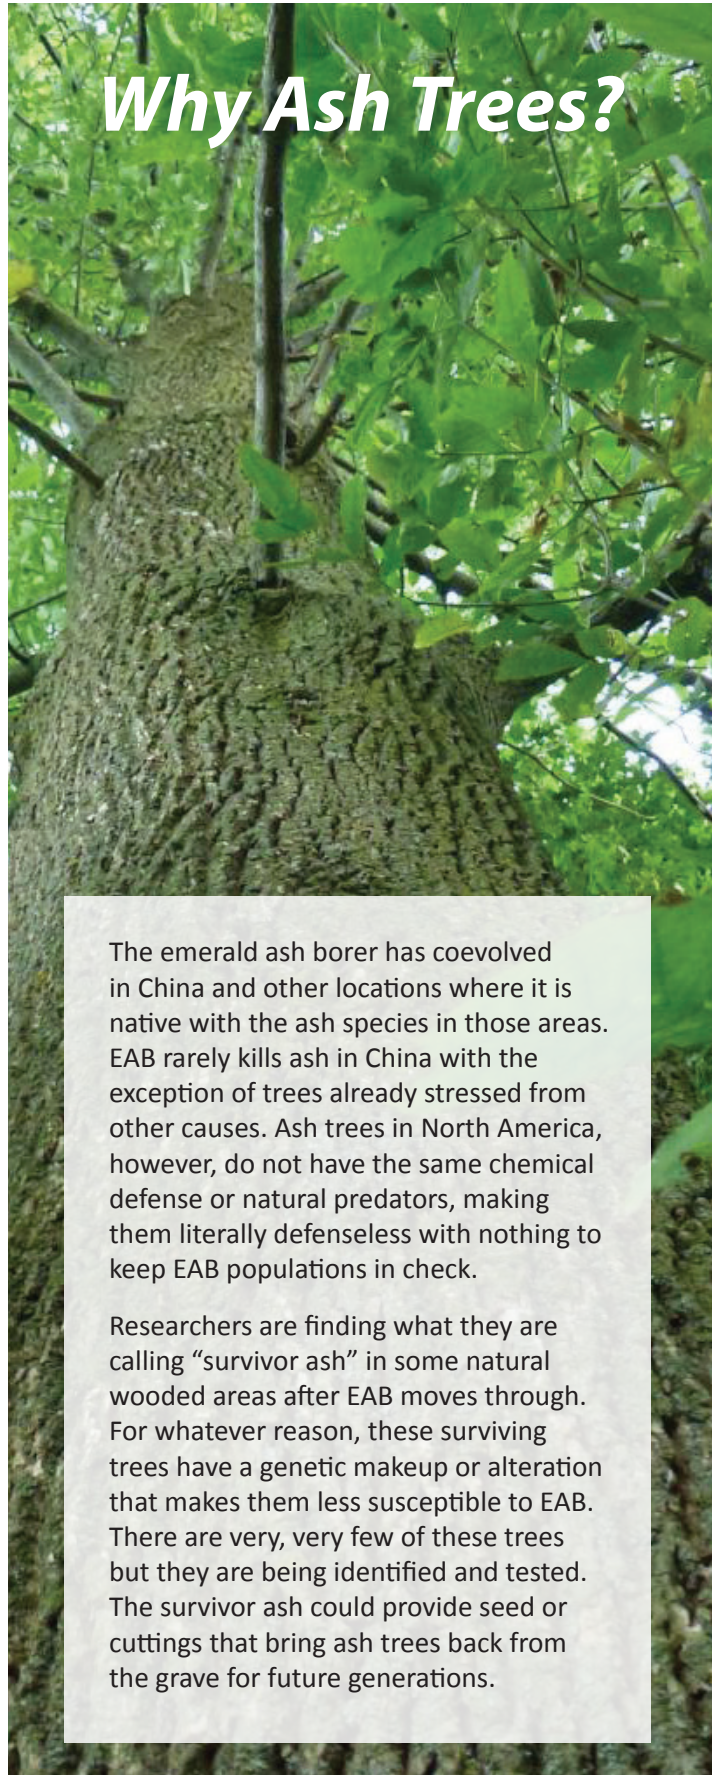 Why Ash Trees?
The emerald ash borer has coevolved
in China and other locations where it is
native with the ash species in those areas.
EAB rarely kills ash in China with the
exception of trees already stressed from
other causes. Ash trees in North America,
however, do not have the same chemical
defense or natural predators, making
them literally defenseless with nothing to
keep EAB populations in check.
Researchers are finding what they are
calling “survivor ash” in some natural
wooded areas after EAB moves through.
For whatever reason, these surviving
trees have a genetic makeup or alteration
that makes them less susceptible to EAB.
There are very, very few of these trees
but they are being identified and tested.
The survivor ash could provide seed or
cuttings that bring ash trees back from
the grave for future generations.